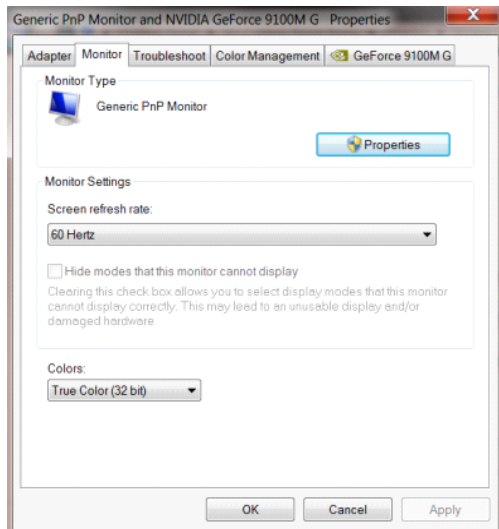 Generic PnP Monitor and NVIDIA GeForce 9100M G Properties
Adapter Monitor Troubleshoot Color Management GeForce 9100M G
Monitor Type
Generic PnP Monitor
Properties
Monitor Settings
Screen refresh rate:
60 Hertz
Hide modes that this monitor cannot display
Clearing this check box allows you to select display modes that this monitor
cannot display correctly. This may lead to an unusable display and/or
damaged hardware.
Colors:
True Color (32 bit)
OK Cancel Apply